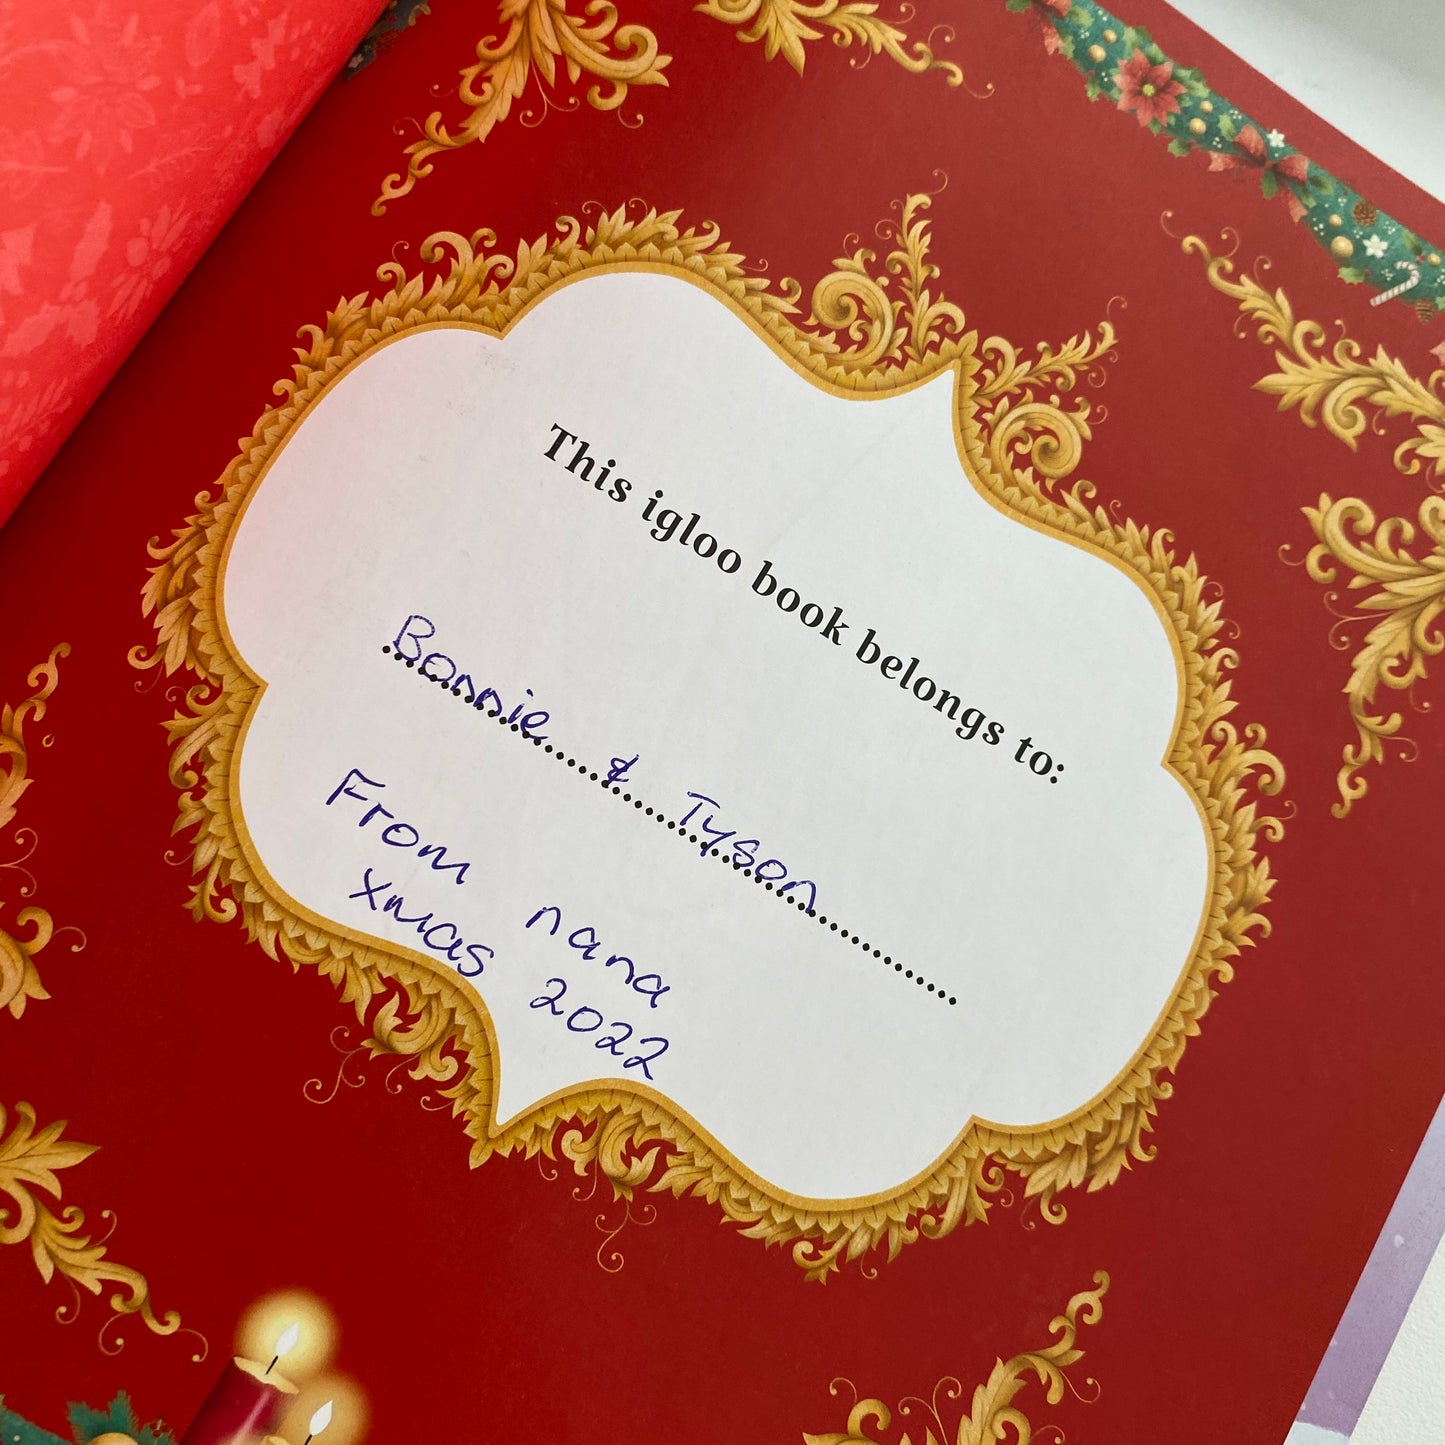 This igloo book belongs to:
Bonnie & Tyson
From nana
xmas 2022